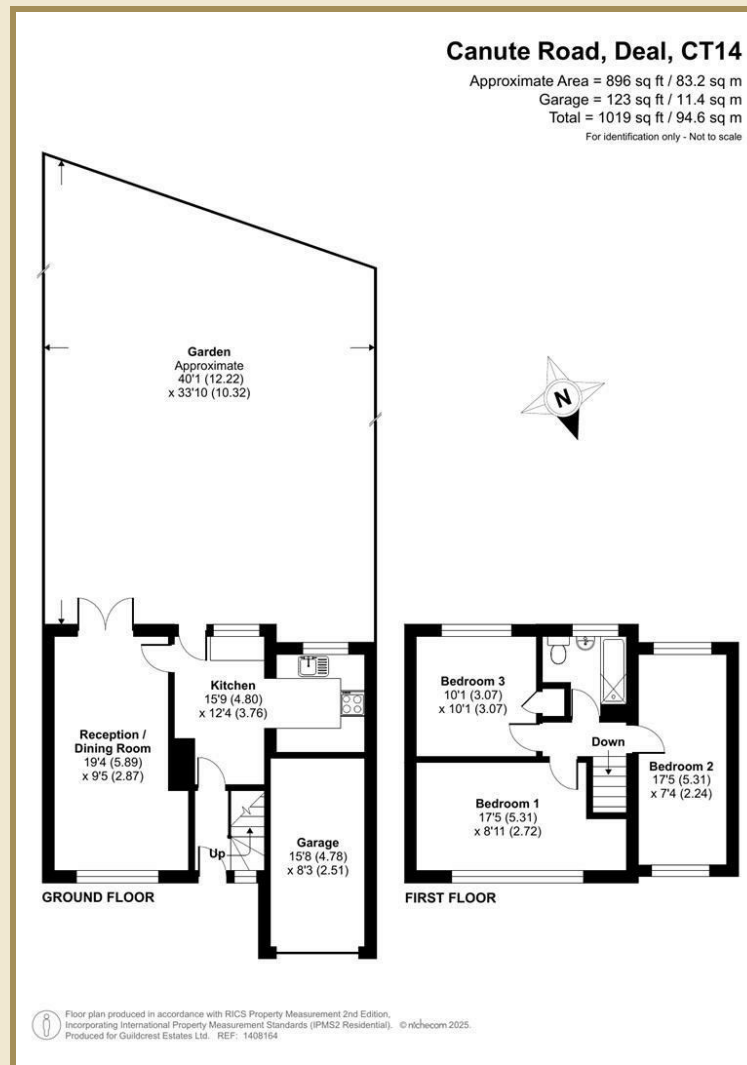 Canute Road, Deal, CT14
Approximate Area = 896 sq ft / 83.2 sq m
Garage = 123 sq ft / 11.4 sq m
Total = 1019 sq ft / 94.6 sq m
For identification only - Not to scale
Garden
Approximate
40'1 (12.22)
x 33'10 (10.32)
N
Kitchen
15'9 (4.80)
x 12'4 (3.76)
Reception /
Dining Room
19'4 (5.89)
x 9'5 (2.87)
Up
Garage
15'8 (4.78)
x 8'3 (2.51)
GROUND FLOOR
Bedroom 3
10'1 (3.07)
x 10'1 (3.07)
Down
Bedroom 2
17'5 (5.31)
x 7'4 (2.24)
Bedroom 1
17'5 (5.31)
x 8'11 (2.72)
FIRST FLOOR
Floor plan produced in accordance with RICS Property Measurement 2nd Edition,
Incorporating International Property Measurement Standards (IPMS2 Residential). © nichecom 2025.
Produced for Guildcrest Estates Ltd. REF: 1408164